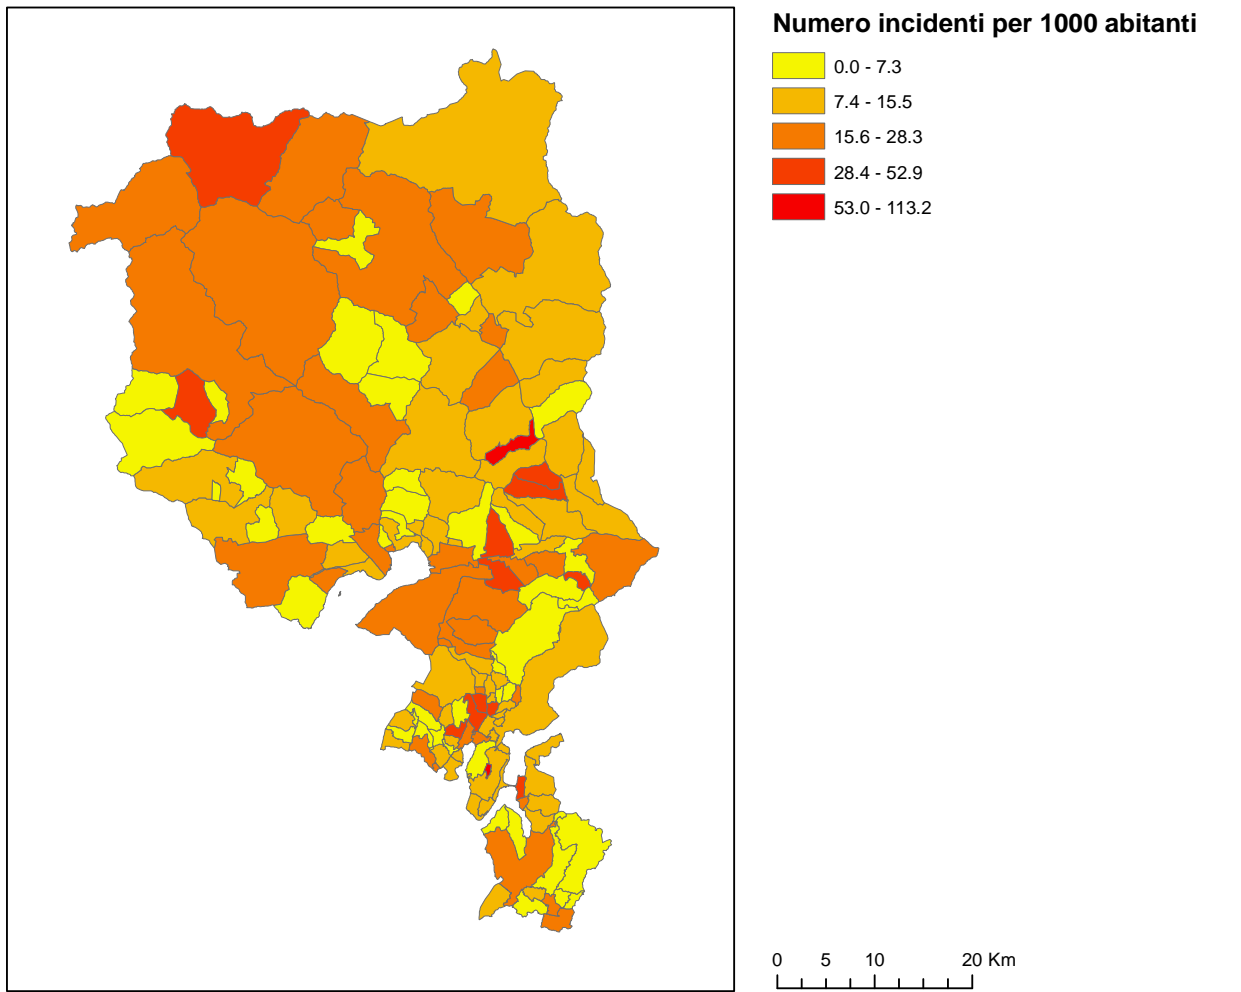 Numero incidenti per 1000 abitanti
0.0 - 7.3
7.4 - 15.5
15.6 - 28.3
28.4 - 52.9
53.0 - 113.2
0 5 10 20 Km